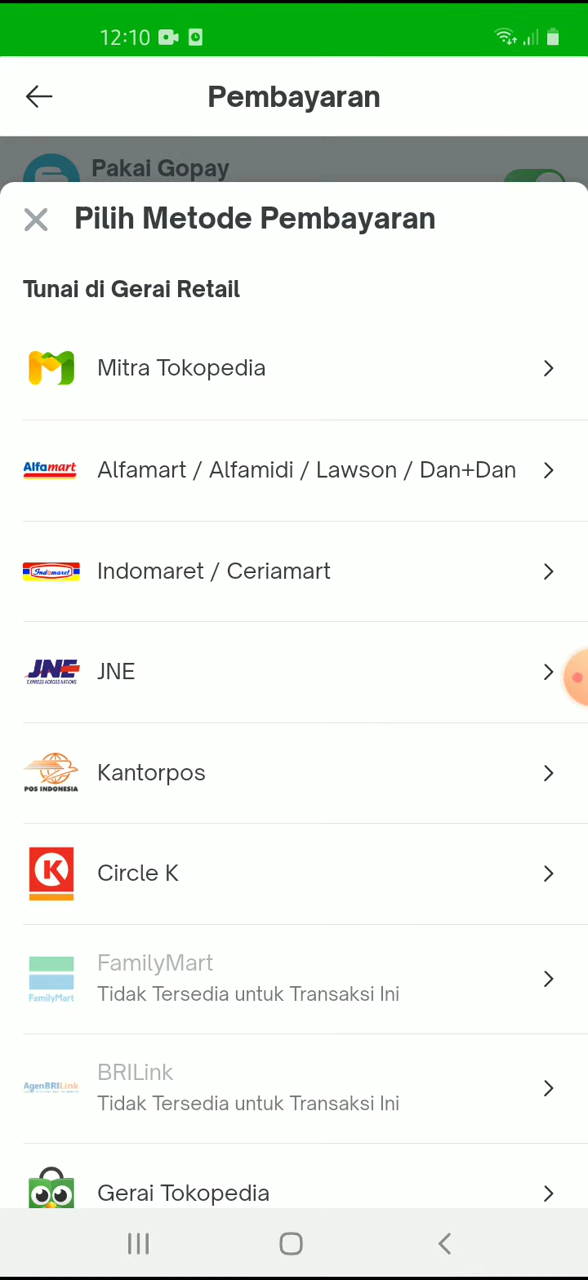 12:10
Pembayaran
Pakai Gopay
Pilih Metode Pembayaran
Tunai di Gerai Retail
Mitra Tokopedia
Alfamart
Alfamart / Alfamidi / Lawson / Dan+Dan
Indomaret
Indomaret / Ceriamart
JNE
EXPRESS ACROSS NATIONS
JNE
POS INDONESIA
Kantorpos
K
Circle K
FamilyMart
FamilyMart
Tidak Tersedia untuk Transaksi Ini
AgenBRILink
BRILink
Tidak Tersedia untuk Transaksi Ini
Gerai Tokopedia